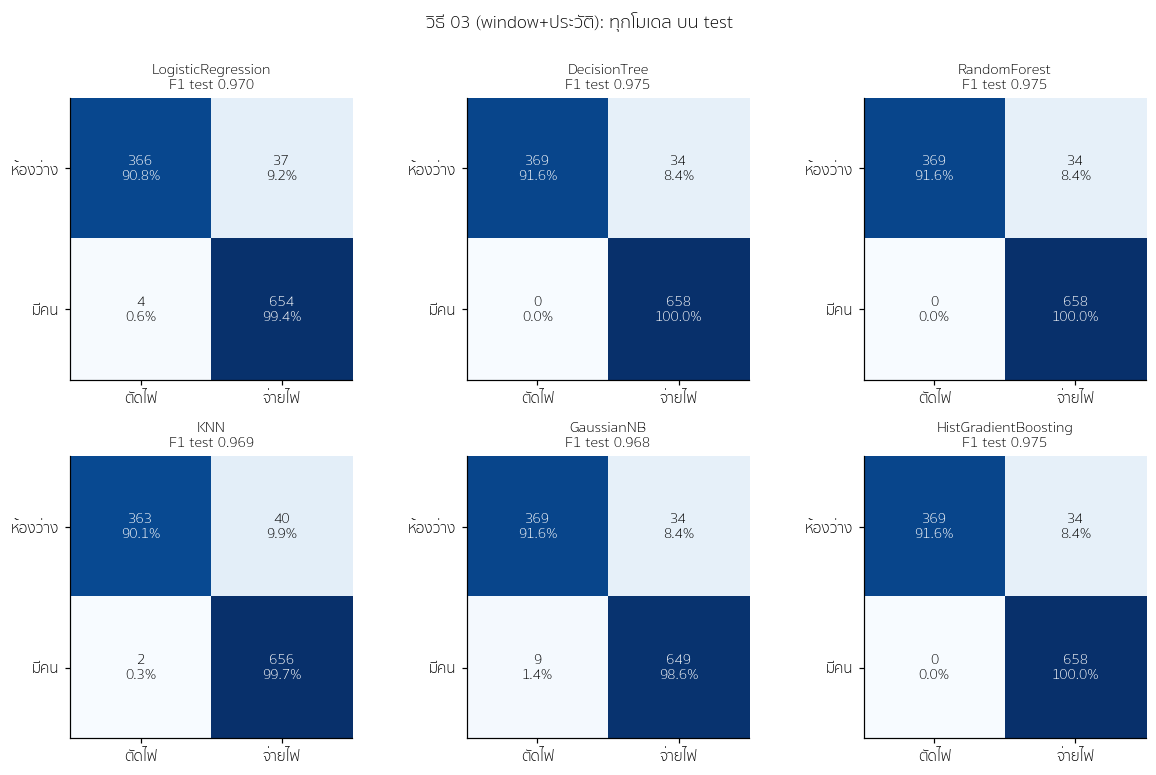 วิธี 03 (window+ประวัติ): ทุกโมเดล บน test
LogisticRegression
F1 test 0.970
ห้องว่าง
มีคน
366
90.8%
37
9.2%
4
0.6%
654
99.4%
ตัดไฟ
จ่ายไฟ
DecisionTree
F1 test 0.975
ห้องว่าง
มีคน
369
91.6%
34
8.4%
0
0.0%
658
100.0%
ตัดไฟ
จ่ายไฟ
RandomForest
F1 test 0.975
ห้องว่าง
มีคน
369
91.6%
34
8.4%
0
0.0%
658
100.0%
ตัดไฟ
จ่ายไฟ
KNN
F1 test 0.969
ห้องว่าง
มีคน
363
90.1%
40
9.9%
2
0.3%
656
99.7%
ตัดไฟ
จ่ายไฟ
GaussianNB
F1 test 0.968
ห้องว่าง
มีคน
369
91.6%
34
8.4%
9
1.4%
649
98.6%
ตัดไฟ
จ่ายไฟ
HistGradientBoosting
F1 test 0.975
ห้องว่าง
มีคน
369
91.6%
34
8.4%
0
0.0%
658
100.0%
ตัดไฟ
จ่ายไฟ